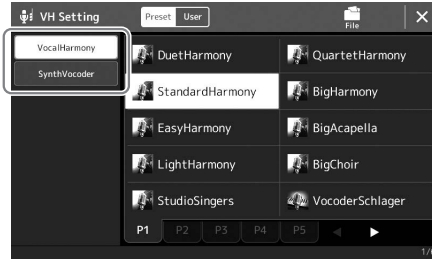 VH Setting
Preset User
File
VocalHarmony
SynthVocoder
DuetHarmony QuartetHarmony
StandardHarmony BigHarmony
EasyHarmony BigAcapella
LightHarmony BigChoir
StudioSingers VocoderSchlager
P1 P2 P3 P4 P5